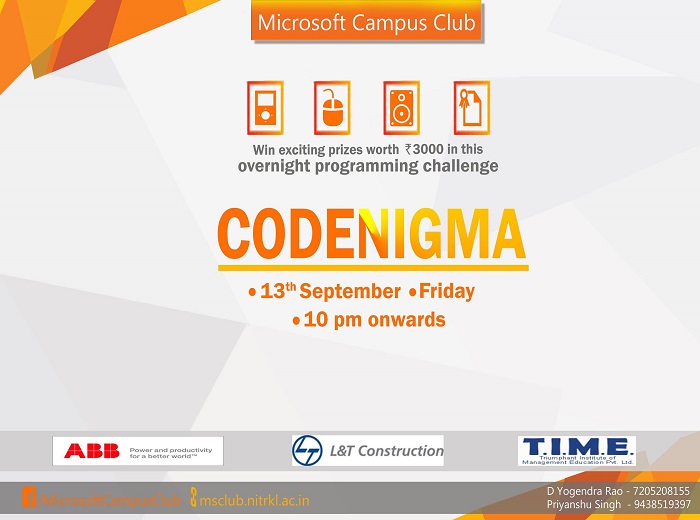 Microsoft Campus Club
Win exciting prizes worth ₹3000 in this
overnight programming challenge
CODENIGMA
• 13th September • Friday
• 10 pm onwards
ABB Power and productivity
for a better world™
L&T Construction
T.I.M.E.
Triumphant Institute of
Management Education Pvt. Ltd.
/MicrosoftCampusClub msclub.nitrkl.ac.in
D Yogendra Rao - 7205208155
Priyanshu Singh - 9438519397